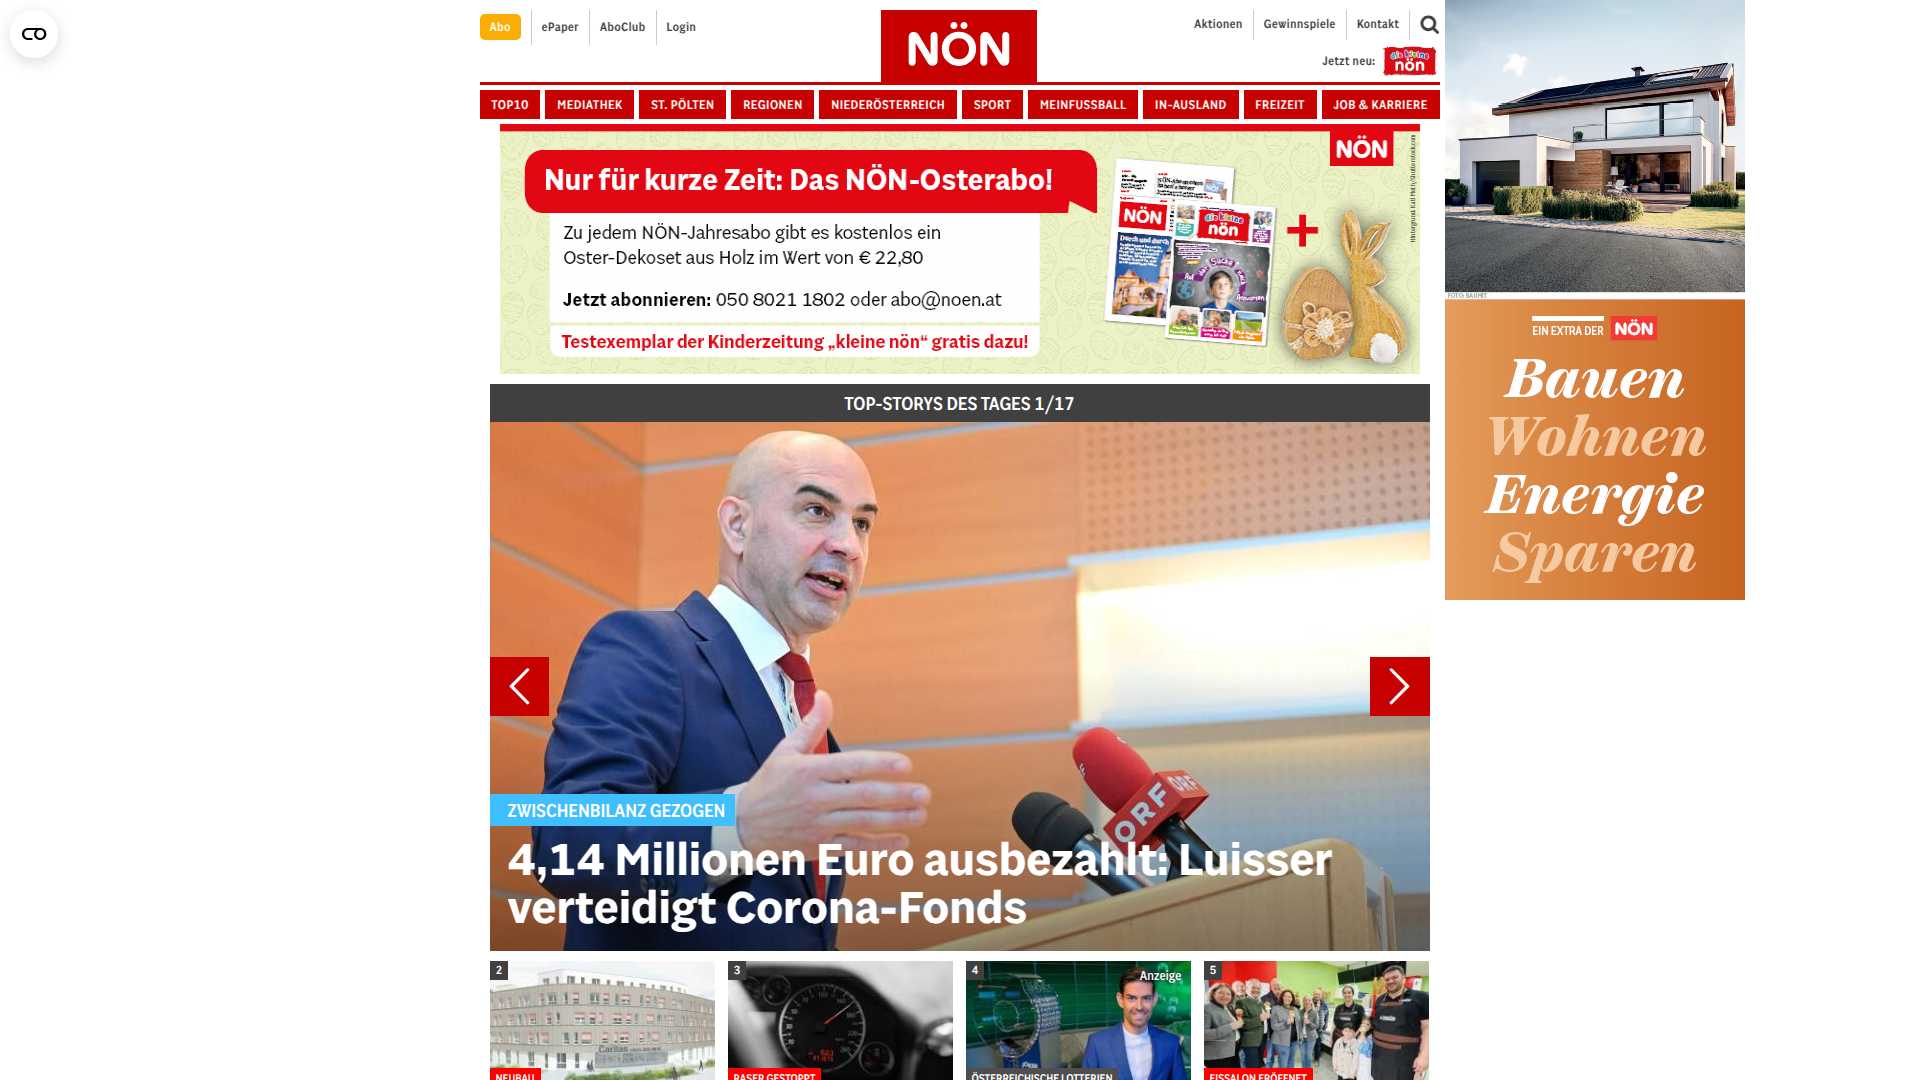 Abo
ePaper
AboClub
Login
NÖN
Aktionen
Gewinnspiele
Kontakt
Jetzt neu:
die kleine
nön
TOP10
MEDIATHEK
ST. PÖLTEN
REGIONEN
NIEDERÖSTERREICH
SPORT
MEINFUSSBALL
IN-AUSLAND
FREIZEIT
JOB & KARRIERE
Nur für kurze Zeit: Das NÖN-Osterabo!
Zu jedem NÖN-Jahresabo gibt es kostenlos ein
Oster-Dekoset aus Holz im Wert von € 22,80
Jetzt abonnieren: 050 8021 1802 oder abo@noen.at
Testexemplar der Kinderzeitung „kleine nön“ gratis dazu!
NÖN
Durch und durch
die kleine
nön
+
NÖN
FOTO: BAUMIT
EIN EXTRA DER NÖN
Bauen
Wohnen
Energie
Sparen
TOP-STORYS DES TAGES 1/17
ORF
ORF
ZWISCHENBILANZ GEZOGEN
4,14 Millionen Euro ausbezahlt: Luisser
verteidigt Corona-Fonds
2
Caritas
NEUBAU
3
RASER GESTOPPT
4
Anzeige
ÖSTERREICHISCHE LOTTERIEN
5
EISSALON ERÖFFNET